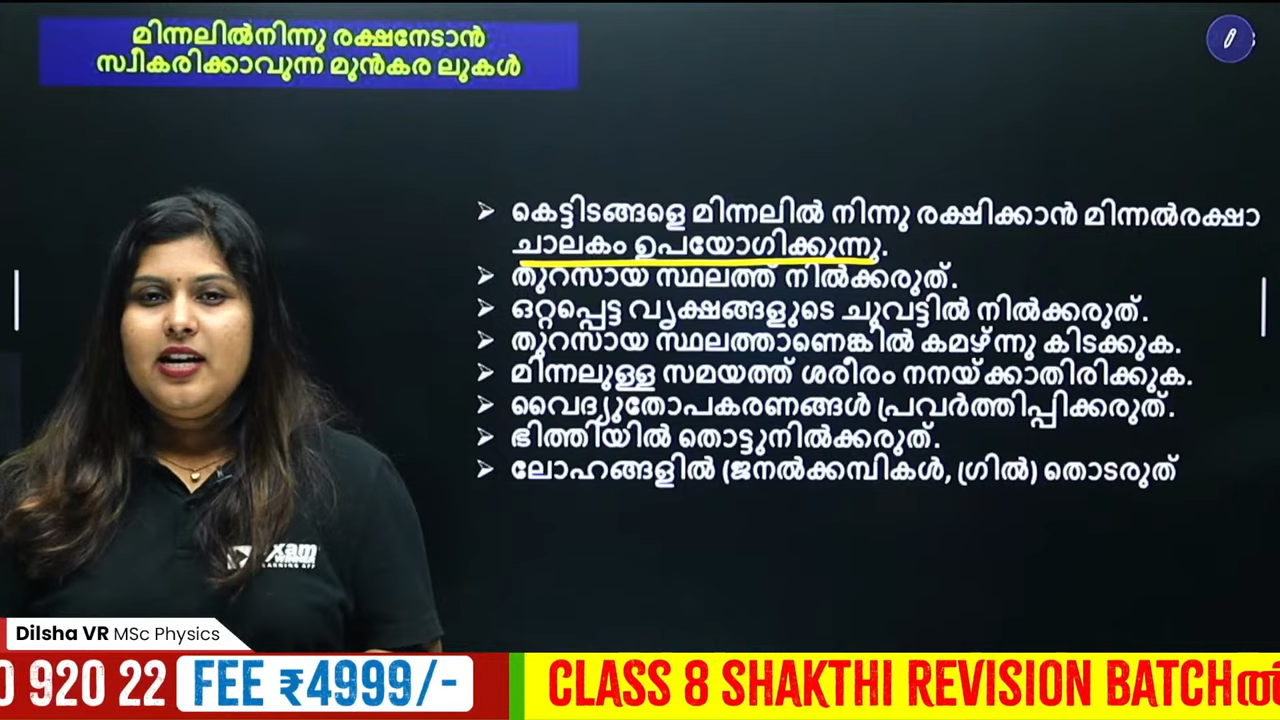 മിന്നലിൽനിന്നു രക്ഷനേടാൻ
സ്വീകരിക്കാവുന്ന മുൻകര ലുകൾ
➢ കെട്ടിടങ്ങളെ മിന്നലിൽ നിന്നു രക്ഷിക്കാൻ മിന്നൽരക്ഷാ
ചാലകം ഉപയോഗിക്കുന്നു.
➢ തുറസായ സ്ഥലത്ത് നിൽക്കരുത്.
➢ ഒറ്റപ്പെട്ട വൃക്ഷങ്ങളുടെ ചുവട്ടിൽ നിൽക്കരുത്.
➢ തുറസായ സ്ഥലത്താണെങ്കിൽ കമഴ്ന്നു കിടക്കുക.
➢ മിന്നലുള്ള സമയത്ത് ശരീരം നനയ്ക്കാതിരിക്കുക.
➢ വൈദ്യുതോപകരണങ്ങൾ പ്രവർത്തിപ്പിക്കരുത്.
➢ ഭിത്തിയിൽ തൊട്ടുനിൽക്കരുത്.
➢ ലോഹങ്ങളിൽ (ജനൽക്കമ്പികൾ, ഗ്രിൽ) തൊടരുത്
Dilsha VR MSc Physics
0 920 22 FEE ₹4999/- CLASS 8 SHAKTHI REVISION BATCHൽ